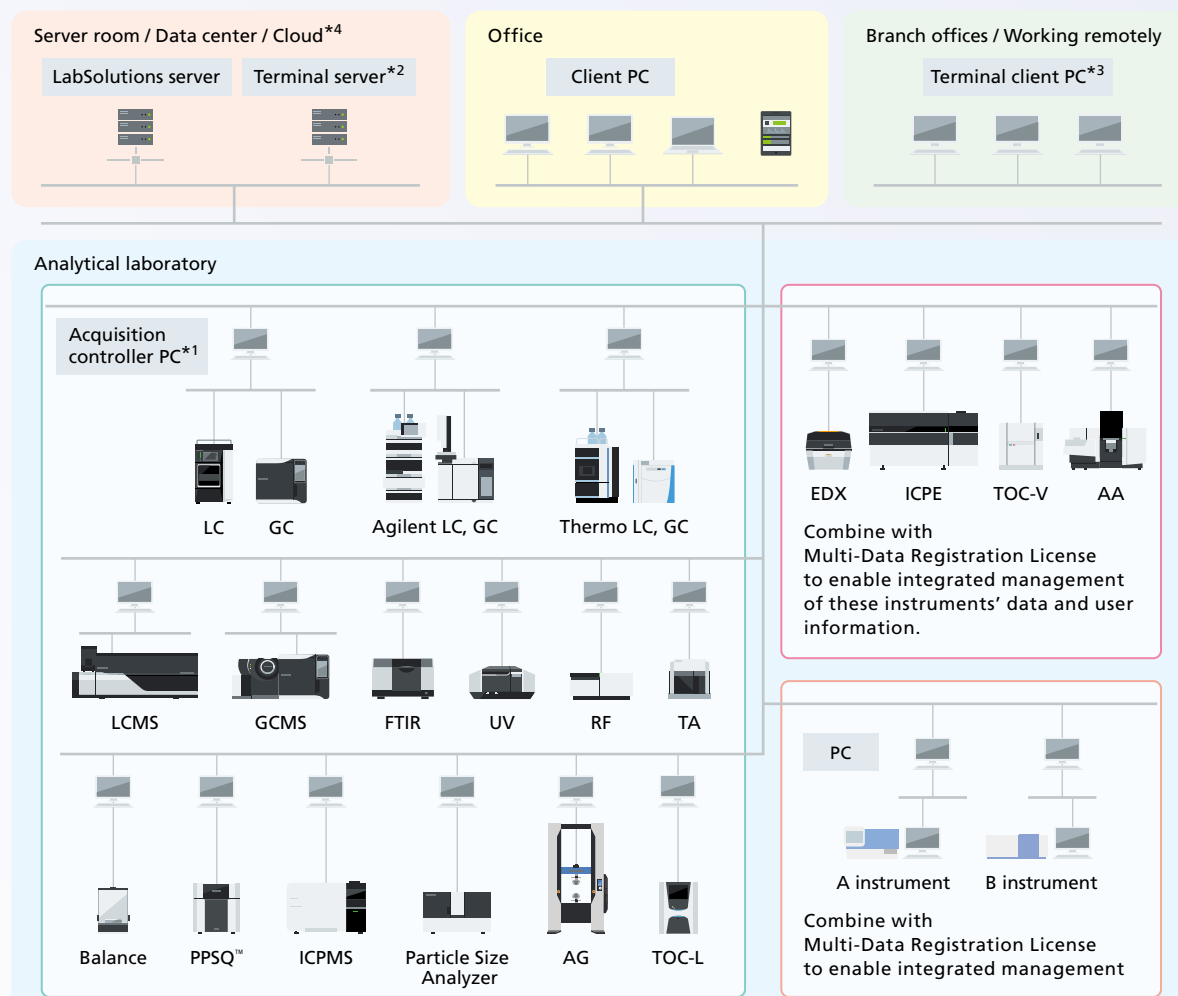 Server room / Data center / Cloud*4
LabSolutions server
Terminal server*2
Office
Client PC
Branch offices / Working remotely
Terminal client PC*3
Analytical laboratory
Acquisition
controller PC*1
LC
GC
Agilent LC, GC
Thermo LC, GC
LCMS
GCMS
FTIR
UV
RF
TA
Balance
PPSQ™
ICPMS
Particle Size
Analyzer
AG
TOC-L
EDX
ICPE
TOC-V
AA
Combine with
Multi-Data Registration License
to enable integrated management
of these instruments’ data and user
information.
PC
A instrument
B instrument
Combine with
Multi-Data Registration License
to enable integrated management